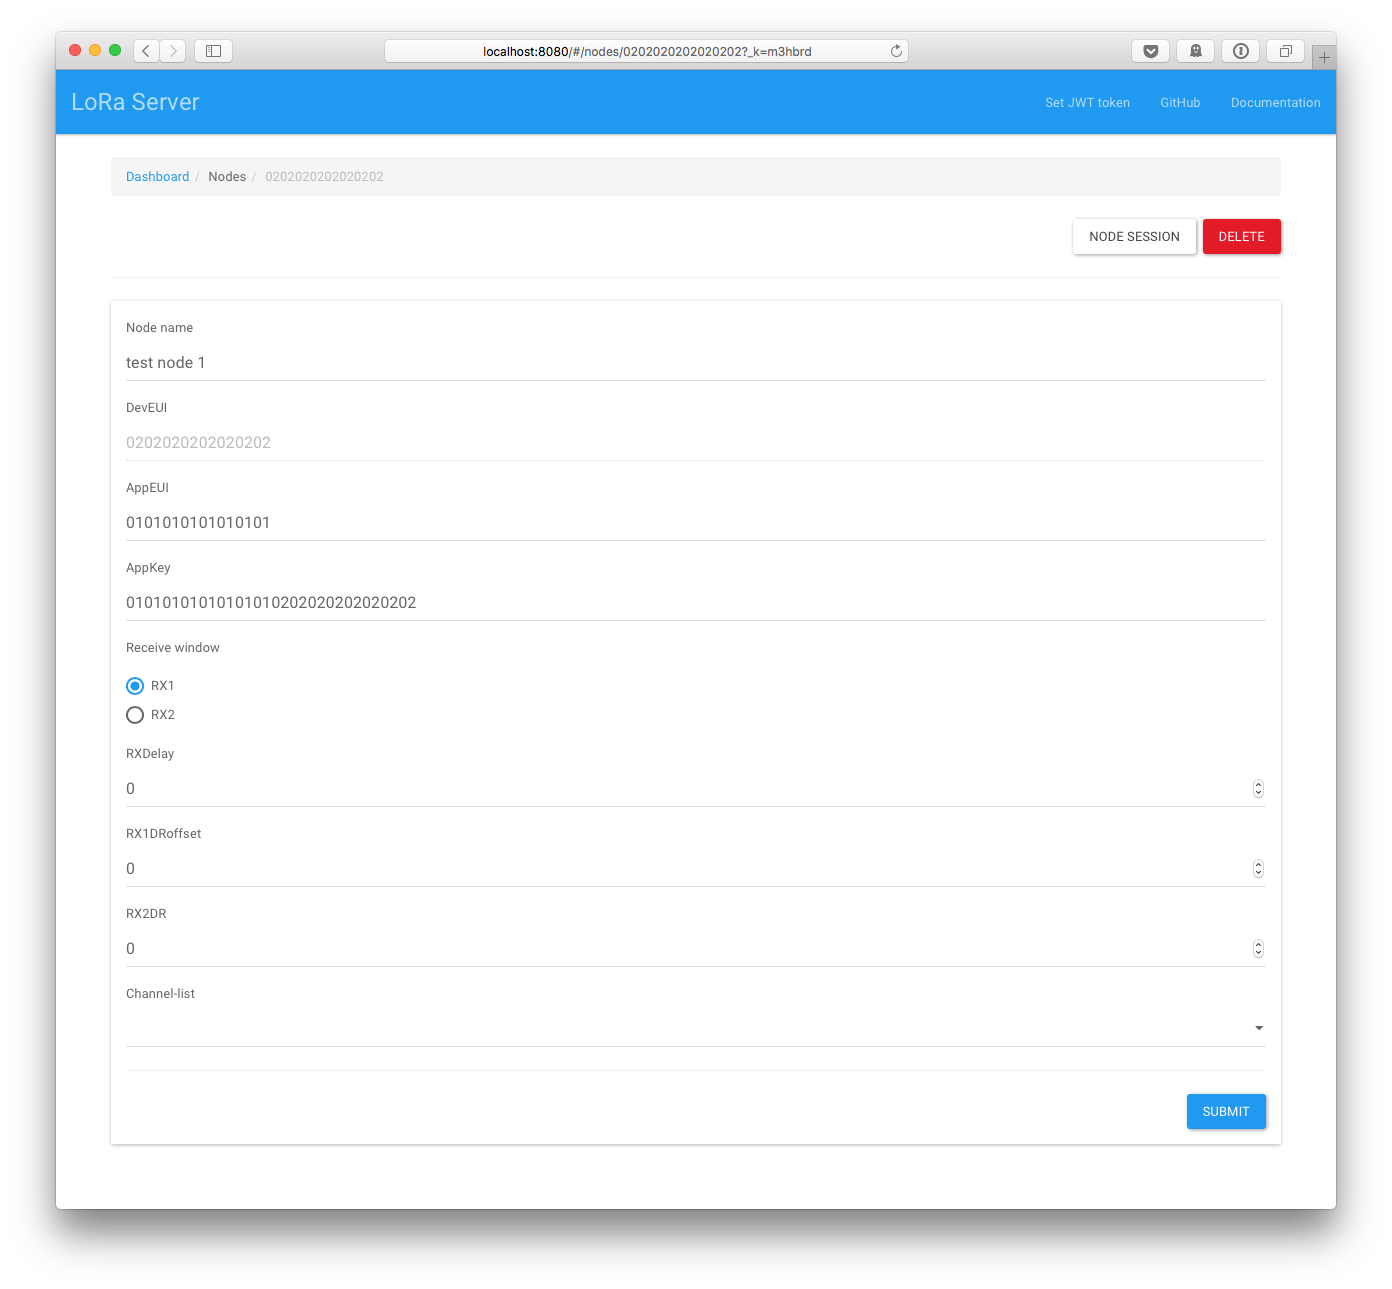 localhost:8080/#/nodes/0202020202020202?_k=m3hbrd
LoRa Server
Set JWT token GitHub Documentation
Dashboard / Nodes / 0202020202020202
NODE SESSION DELETE
Node name
test node 1
DevEUI
0202020202020202
AppEUI
0101010101010101
AppKey
01010101010101010202020202020202
Receive window
RX1
RX2
RXDelay
0
RX1DRoffset
0
RX2DR
0
Channel-list
SUBMIT